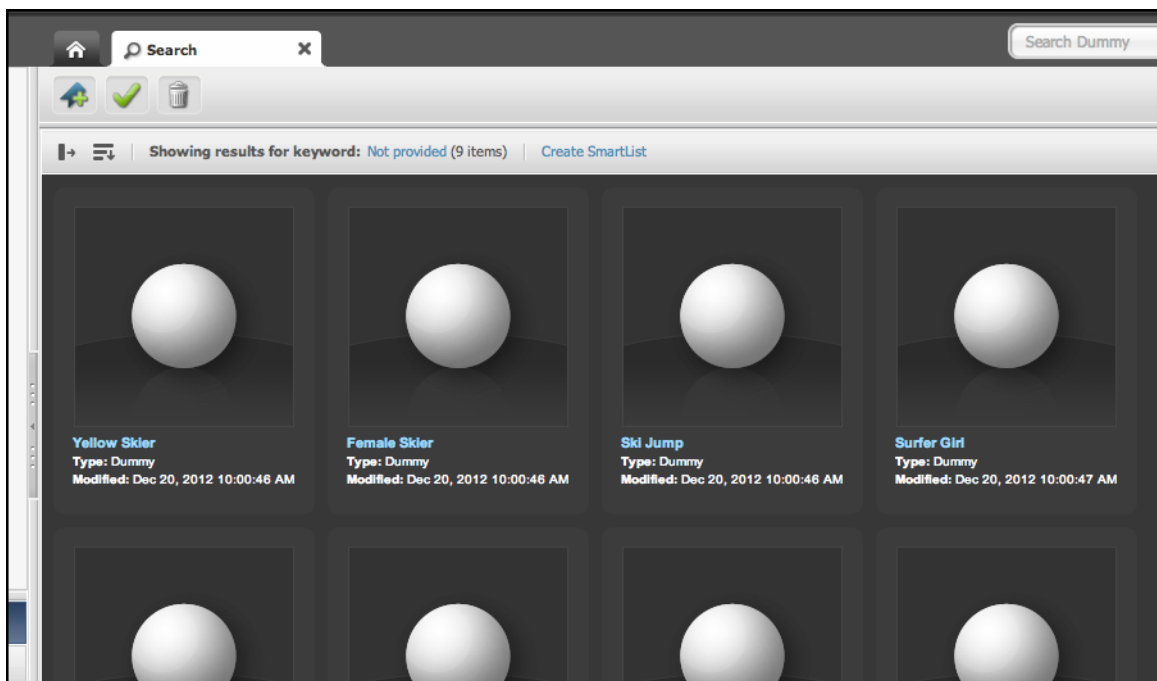 Search
Search Dummy
Showing results for keyword: Not provided (9 items) Create SmartList
Yellow Skier
Type: Dummy
Modified: Dec 20, 2012 10:00:46 AM
Female Skier
Type: Dummy
Modified: Dec 20, 2012 10:00:46 AM
Ski Jump
Type: Dummy
Modified: Dec 20, 2012 10:00:46 AM
Surfer Girl
Type: Dummy
Modified: Dec 20, 2012 10:00:47 AM